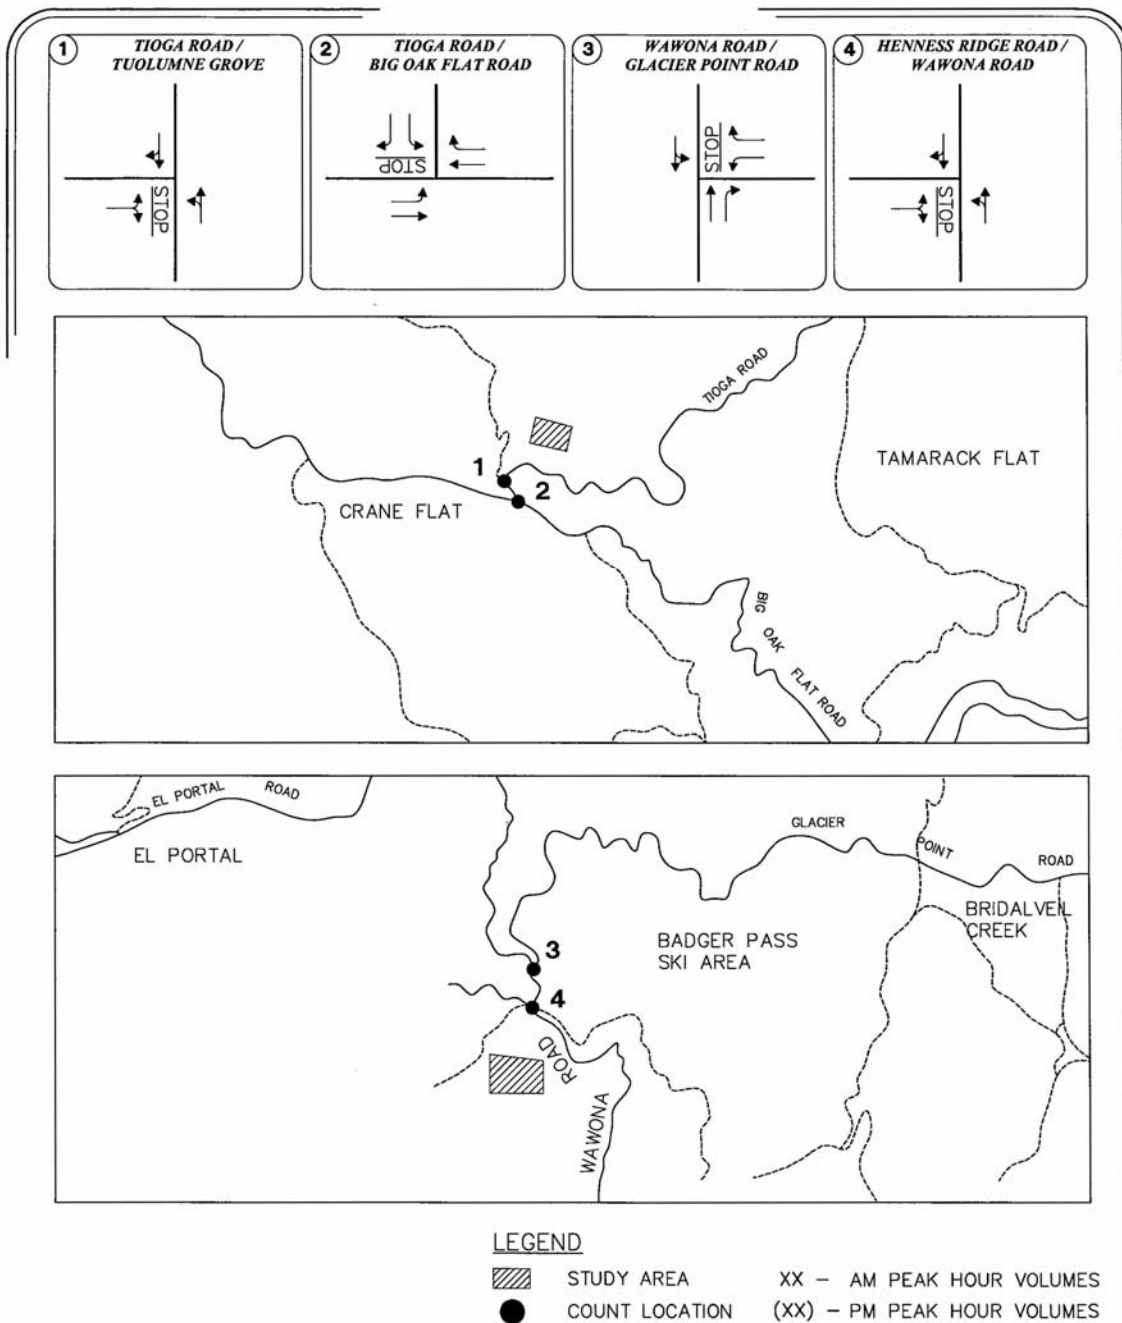 1
TIOGA ROAD /
TUOLUMNE GROVE
STOP
2
TIOGA ROAD /
BIG OAK FLAT ROAD
STOP
3
WAWONA ROAD /
GLACIER POINT ROAD
STOP
4
HENNESS RIDGE ROAD /
WAWONA ROAD
STOP
TIOGA ROAD
TAMARACK FLAT
1
2
CRANE FLAT
BIG OAK FLAT ROAD
EL PORTAL ROAD
EL PORTAL
GLACIER POINT ROAD
BRIDALVEIL
CREEK
BADGER PASS
SKI AREA
3
4
WAWONA ROAD
LEGEND
STUDY AREA
XX - AM PEAK HOUR VOLUMES
COUNT LOCATION
(XX) - PM PEAK HOUR VOLUMES